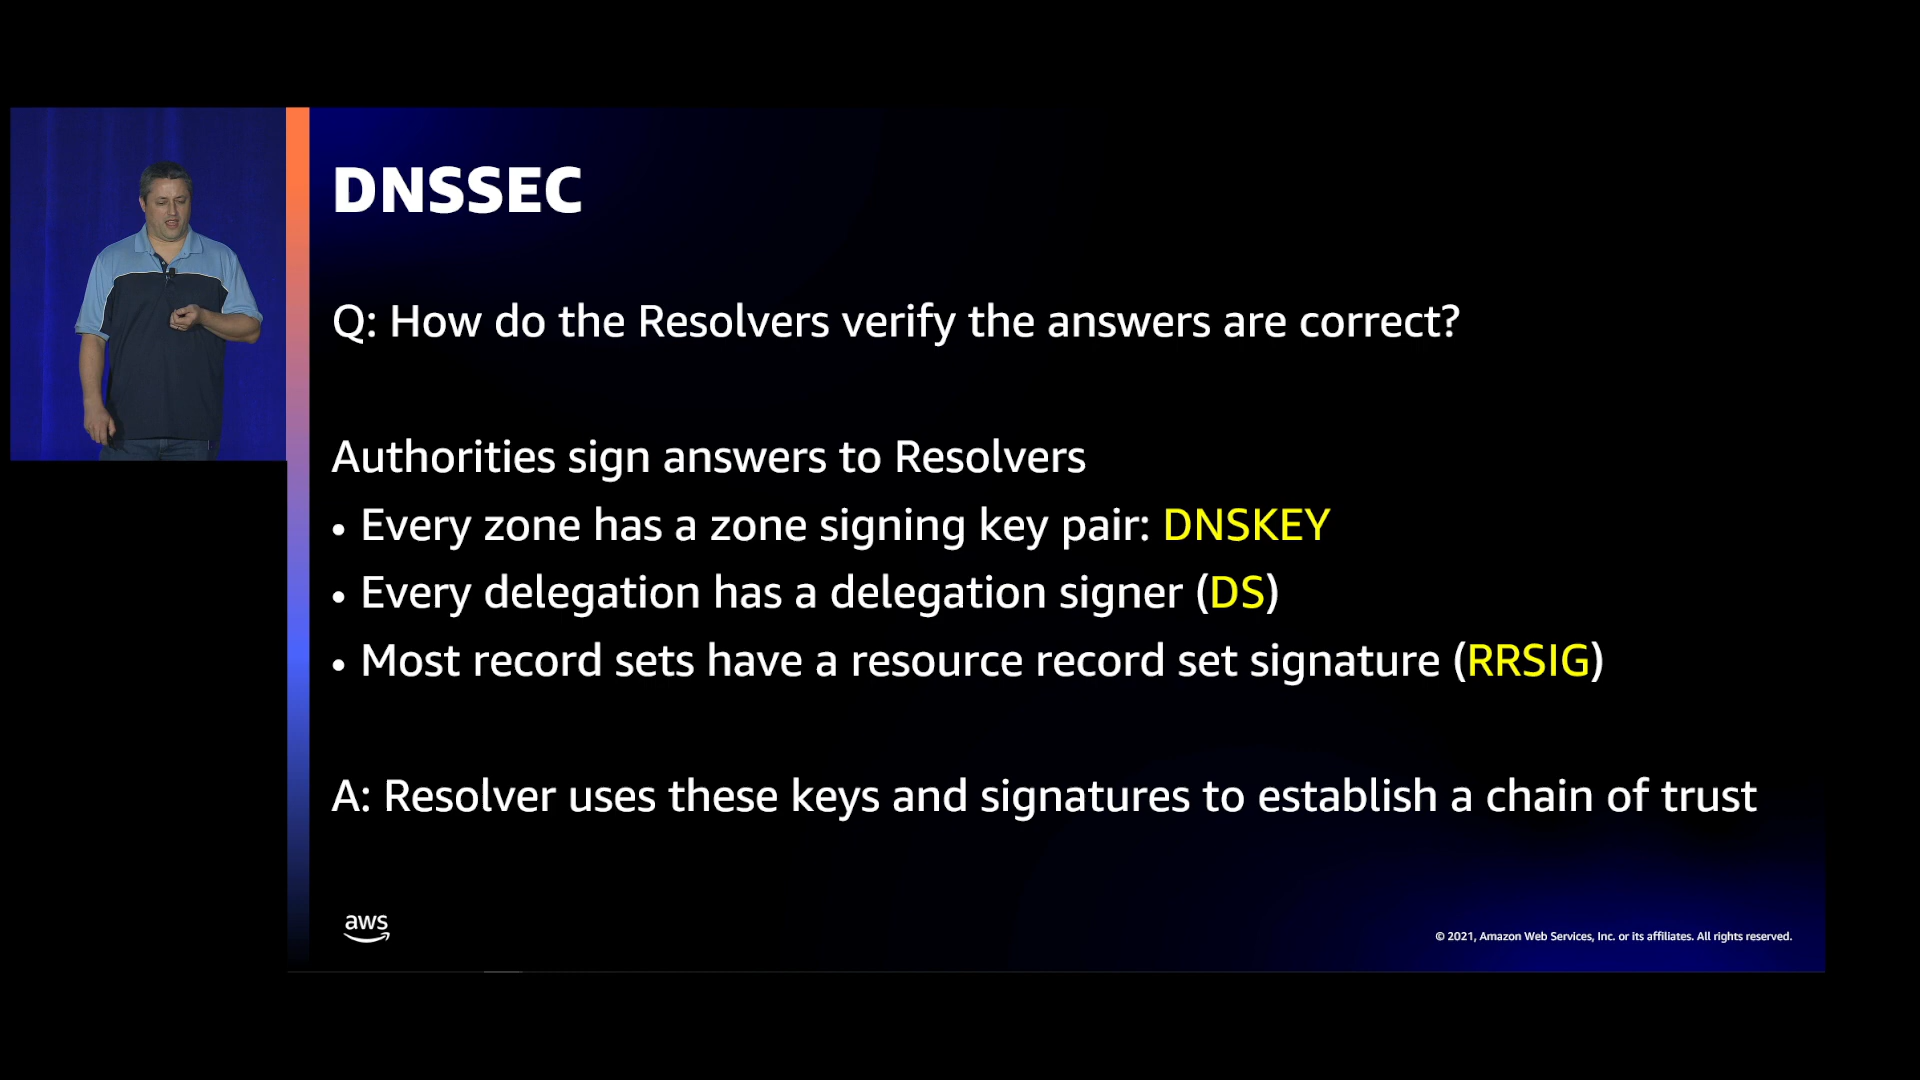 DNSSEC
Q: How do the Resolvers verify the answers are correct?
Authorities sign answers to Resolvers
• Every zone has a zone signing key pair: DNSKEY
• Every delegation has a delegation signer (DS)
• Most record sets have a resource record set signature (RRSIG)
A: Resolver uses these keys and signatures to establish a chain of trust
aws
© 2021, Amazon Web Services, Inc. or its affiliates. All rights reserved.